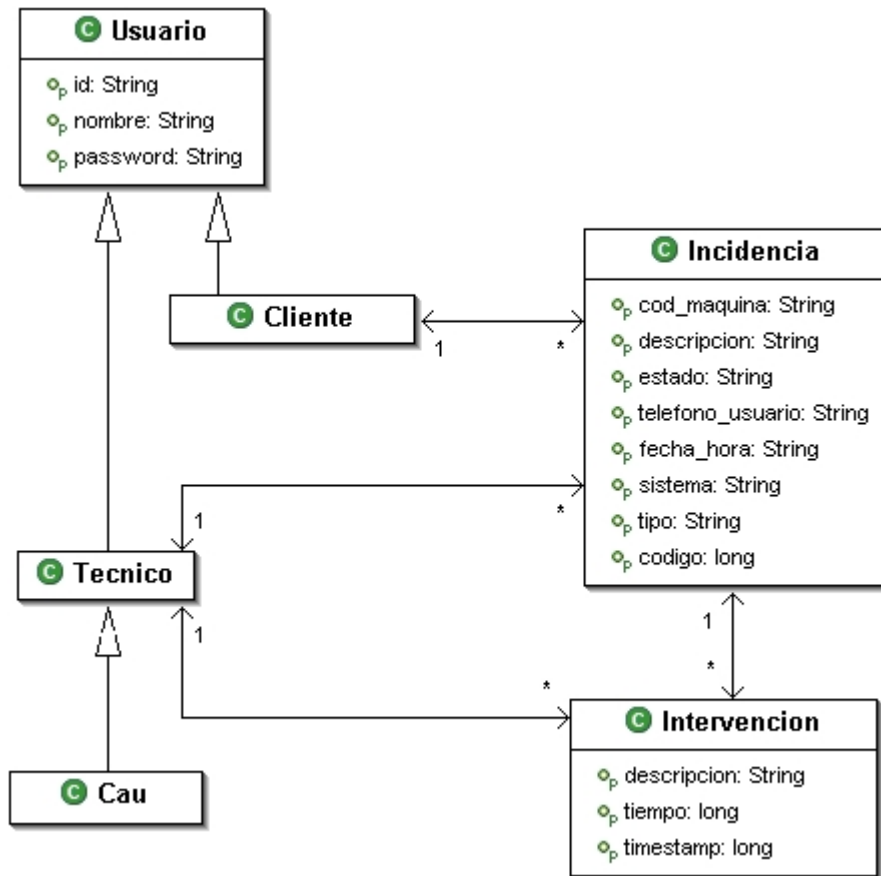 C Usuario
p id: String
p nombre: String
p password: String
C Cliente
1
*
C Incidencia
p cod_maquina: String
p descripcion: String
p estado: String
p telefono_usuario: String
p fecha_hora: String
p sistema: String
p tipo: String
p codigo: long
1
*
C Tecnico
1
*
1
*
C Cau
C Intervencion
p descripcion: String
p tiempo: long
p timestamp: long